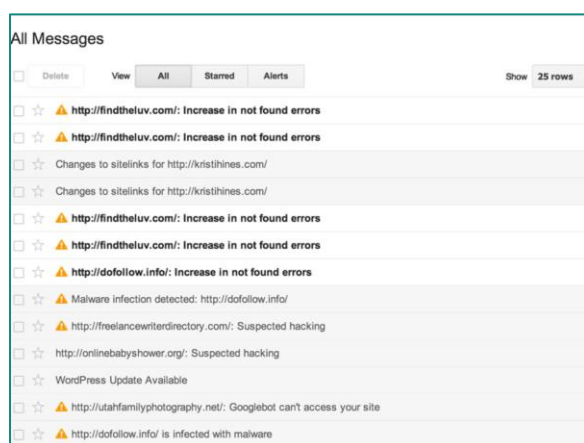 All Messages
Delete View All Starred Alerts Show 25 rows
http://findtheluv.com/: Increase in not found errors
http://findtheluv.com/: Increase in not found errors
Changes to sitelinks for http://kristihines.com/
Changes to sitelinks for http://kristihines.com/
http://findtheluv.com/: Increase in not found errors
http://findtheluv.com/: Increase in not found errors
http://dofollow.info/: Increase in not found errors
Malware infection detected: http://dofollow.info/
http://freelancewriterdirectory.com/: Suspected hacking
http://onlinebabyshower.org/: Suspected hacking
WordPress Update Available
http://utahfamilyphotography.net/: Googlebot can't access your site
http://dofollow.info/ is infected with malware